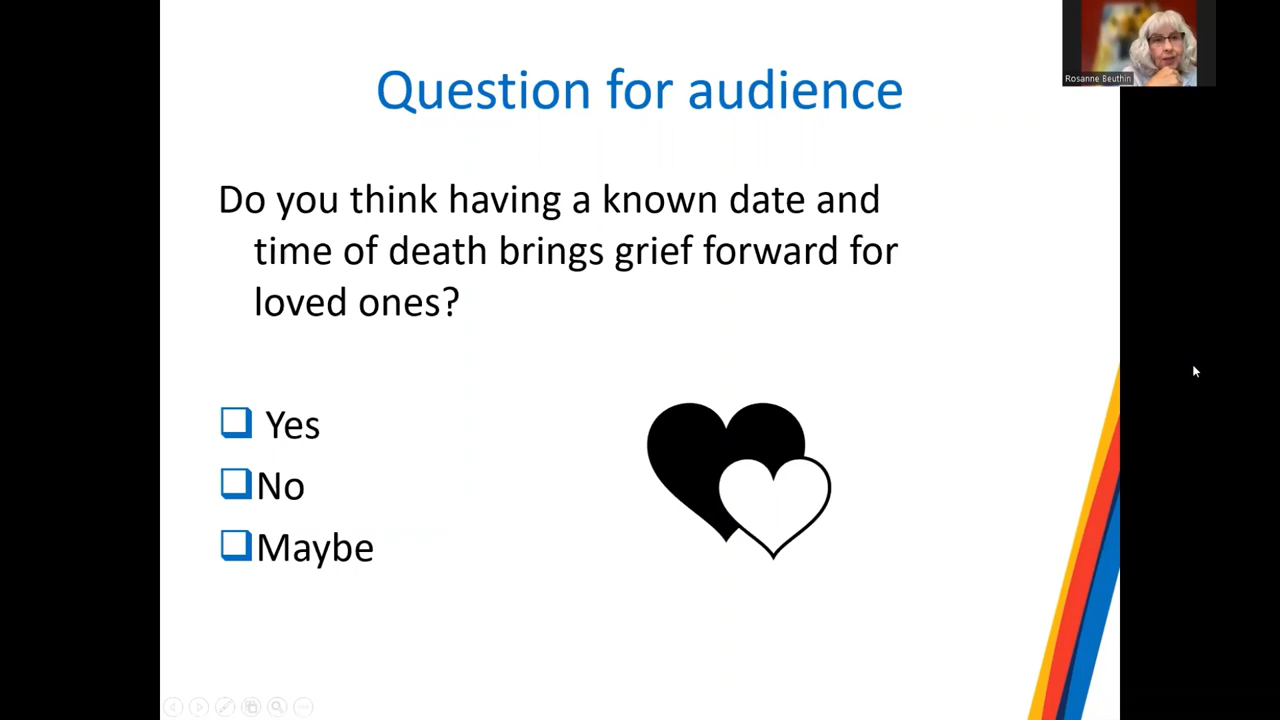 Rosanne Beuthin
Question for audience
Do you think having a known date and
time of death brings grief forward for
loved ones?
Yes
No
Maybe